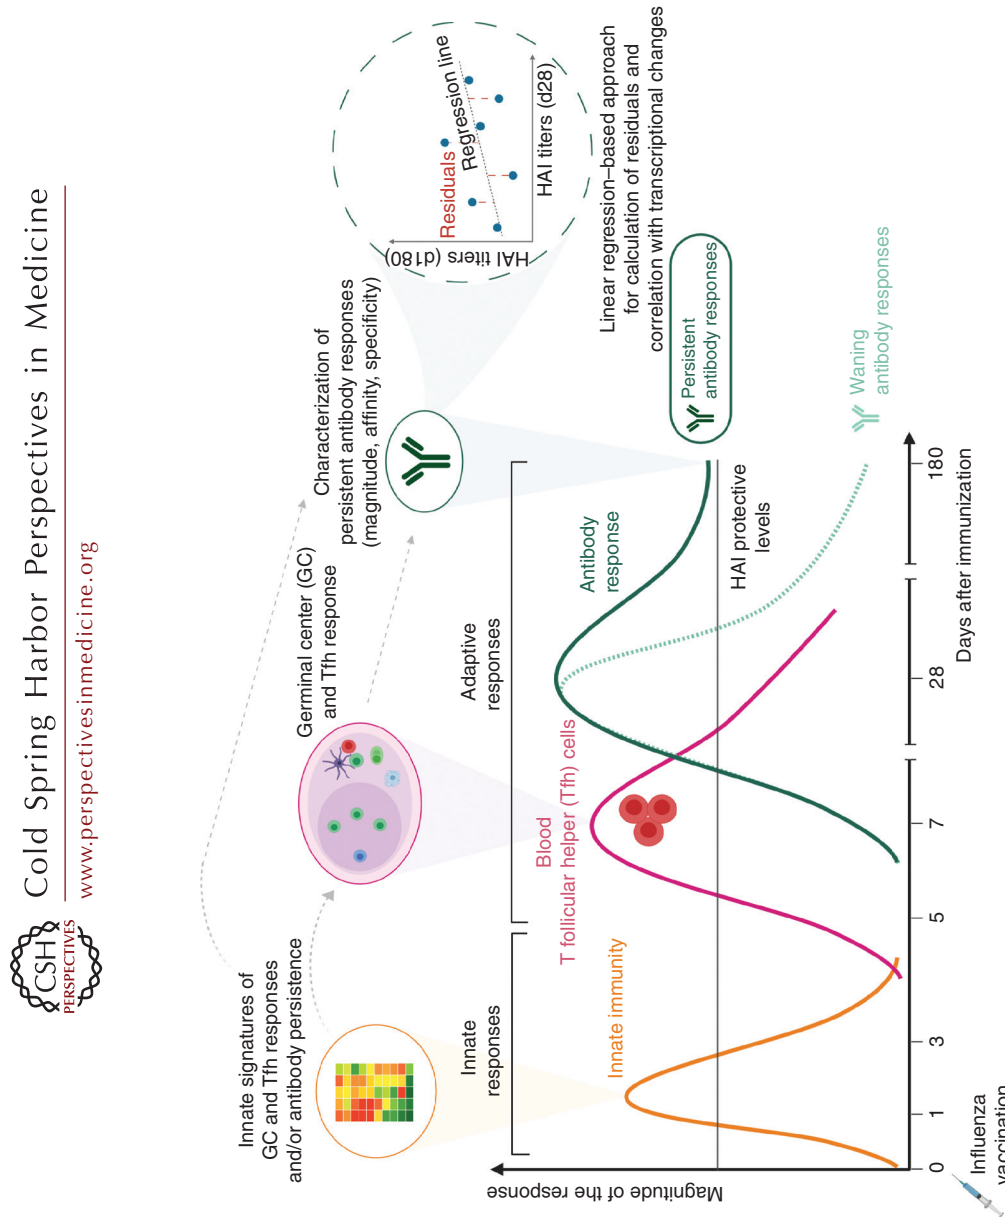 CSH
PERSPECTIVES
Cold Spring Harbor Perspectives in Medicine
www.perspectivesinmedicine.org
Innate signatures of
GC and Tfh responses
and/or antibody persistence
Germinal center (GC)
and Tfh response
Characterization of
persistent antibody responses
(magnitude, affinity, specificity)
HAI titers (d180)
Residuals
Regression line
HAI titers (d28)
Linear regression–based approach
for calculation of residuals and
correlation with transcriptional changes
Innate
responses
Adaptive
responses
Magnitude of the response
Innate immunity
Blood
T follicular helper (Tfh) cells
Antibody
response
HAI protective
levels
Persistent
antibody responses
Waning
antibody responses
0
1
3
5
7
28
180
Days after immunization
Influenza
vaccination